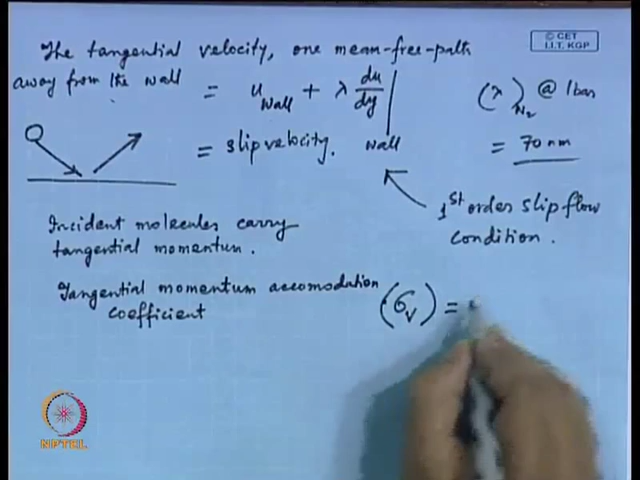 The tangential velocity, one mean-free-path
away from the wall = u_wall + λ du/dy |
(λ)_N2 @ 1 bar
= slip velocity. wall
= 70 nm
1st order slip flow
condition.
Incident molecules carry
tangential momentum.
Tangential momentum accomodation
coefficient
(σ_v) =
© CET
I.I.T. KGP
NPTEL